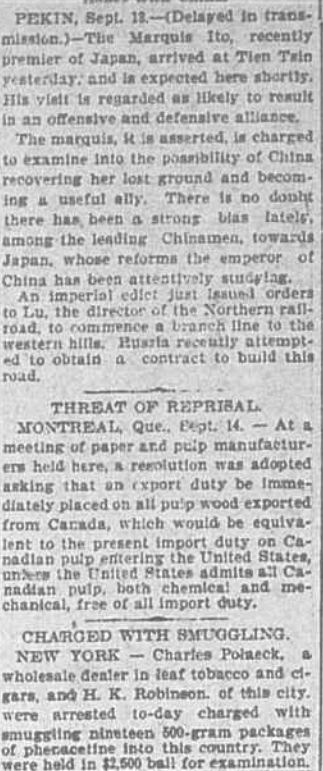 PEKIN, Sept. 13.—(Delayed in trans-
mission.)—The Marquis Ito, recently
premier of Japan, arrived at Tien Tsin
yesterday, and is expected here shortly.
His visit is regarded as likely to result
in an offensive and defensive alliance.
The marquis, it is asserted, is charged
to examine into the possibility of China
recovering her lost ground and becom-
ing a useful ally. There is no doubt
there has been a strong bias lately,
among the leading Chinamen, towards
Japan, whose reforms the emperor of
China has been attentively studying.
An imperial edict just issued orders
to Lu, the director of the Northern rail-
road, to commence a branch line to the
western hills. Russia recently attempt-
ed to obtain a contract to build this
road.
THREAT OF REPRISAL.
MONTREAL, Que., Sept. 14. — At a
meeting of paper and pulp manufactur-
ers held here, a resolution was adopted
asking that an export duty be imme-
diately placed on all pulp wood exported
from Canada, which would be equiva-
lent to the present import duty on Ca-
nadian pulp entering the United States,
unless the United States admits all Ca-
nadian pulp, both chemical and me-
chanical, free of all import duty.
CHARGED WITH SMUGGLING.
NEW YORK — Charles Polaeck, a
wholesale dealer in leaf tobacco and ci-
gars, and H. K. Robinson, of this city,
were arrested to-day charged with
smuggling nineteen 500-gram packages
of phenacetine into this country. They
were held in $2,500 bail for examination.